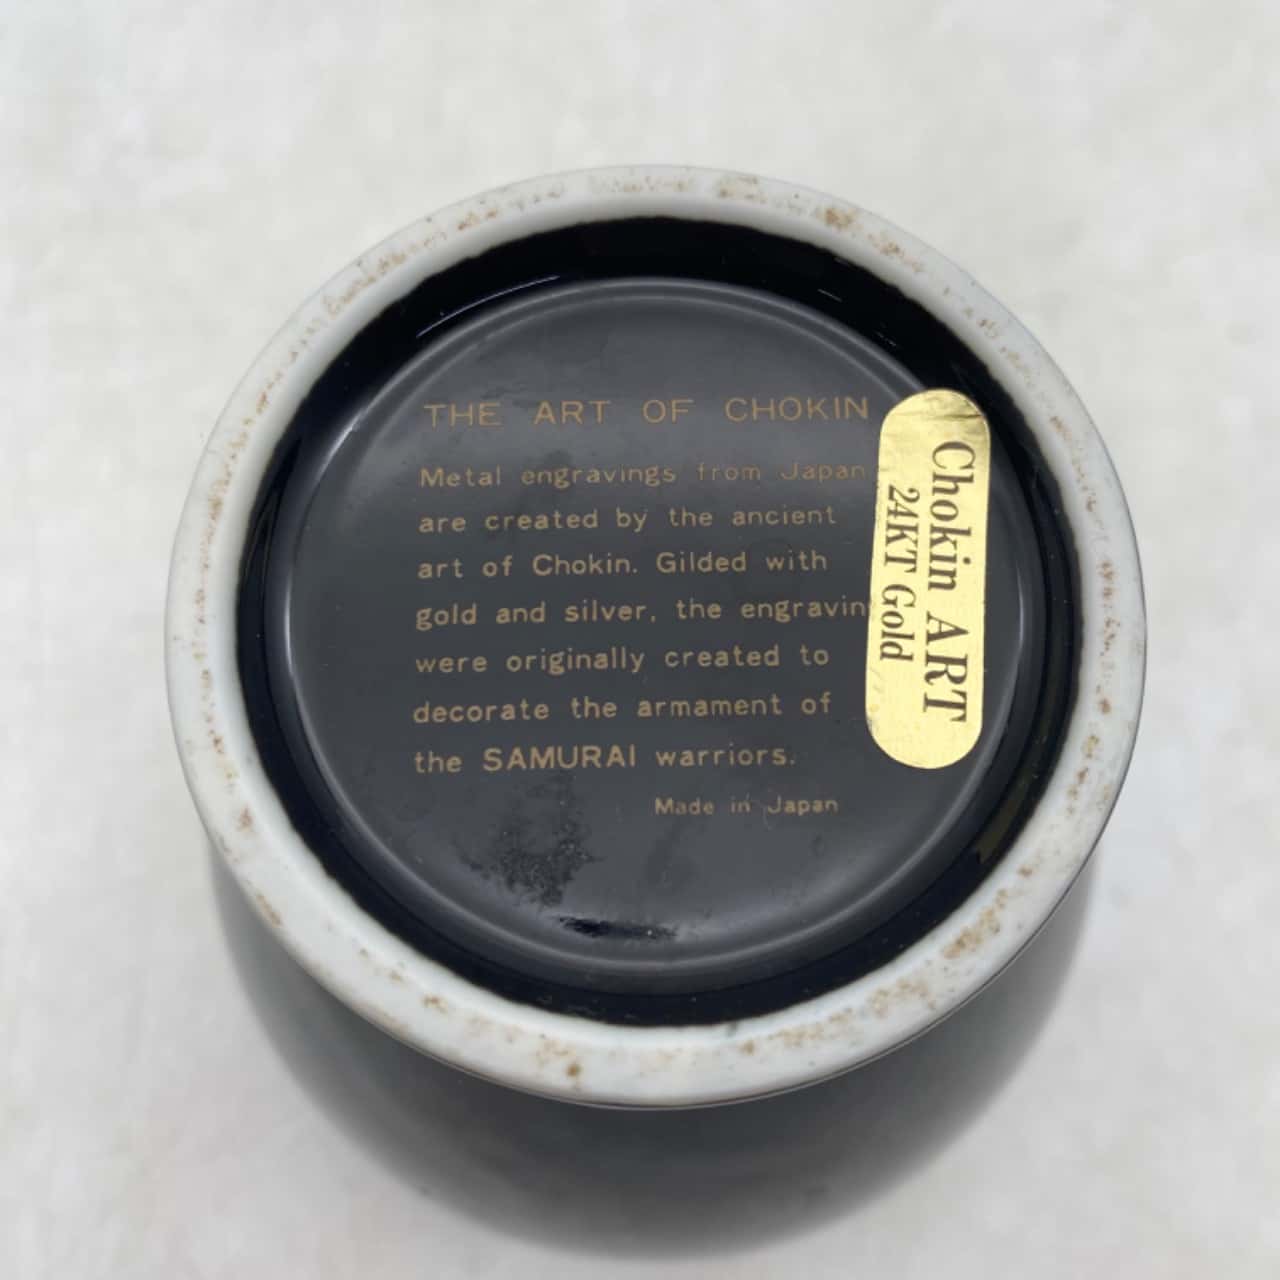 THE ART OF CHOKIN
Metal engravings from Japan
are created by the ancient
art of Chokin. Gilded with
gold and silver, the engravin
were originally created to
decorate the armament of
the SAMURAI warriors.
Made in Japan
Chokin ART
24KT Gold